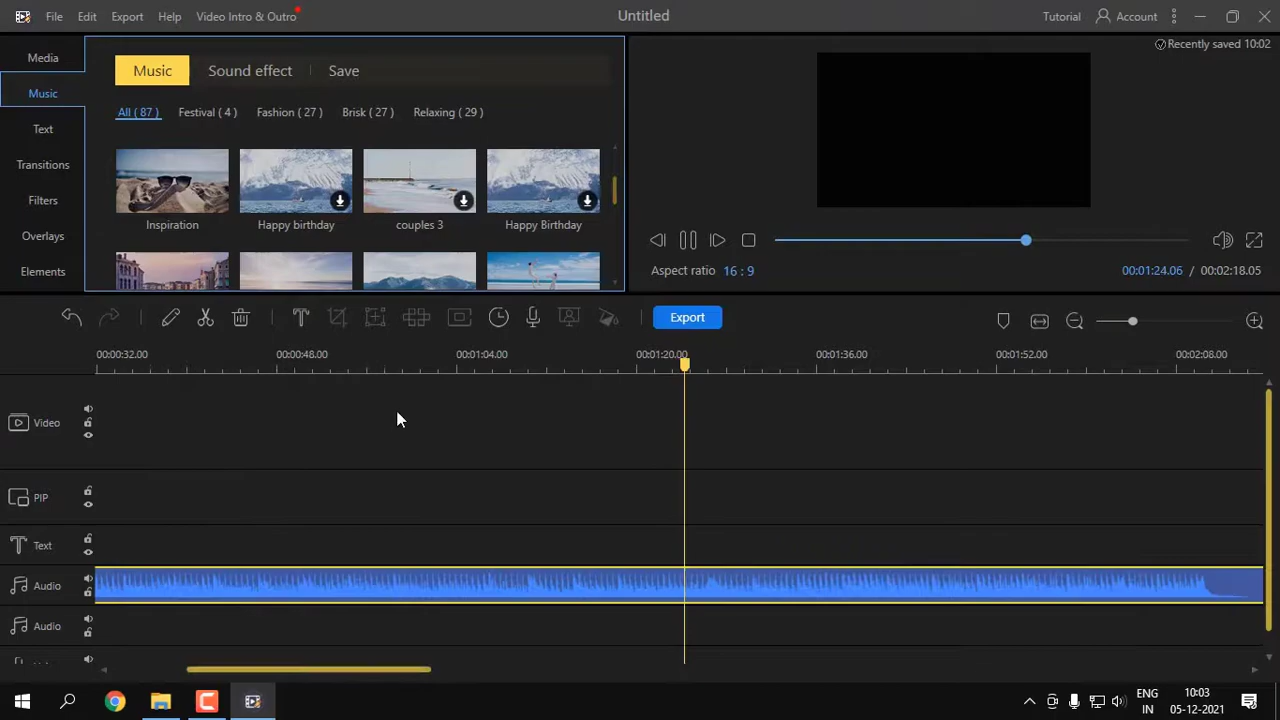 File Edit Export Help Video Intro & Outro Untitled Tutorial Account
Recently saved 10:02
Media
Music
Text
Transitions
Filters
Overlays
Elements
Music Sound effect Save
All ( 87 ) Festival ( 4 ) Fashion ( 27 ) Brisk ( 27 ) Relaxing ( 29 )
Inspiration Happy birthday couples 3 Happy Birthday
Aspect ratio 16 : 9 00:01:24.06 / 00:02:18.05
Export
00:00:32.00 00:00:48.00 00:01:04.00 00:01:20.00 00:01:36.00 00:01:52.00 00:02:08.00
Video
PIP
Text
Audio
Audio
ENG 10:03
IN 05-12-2021